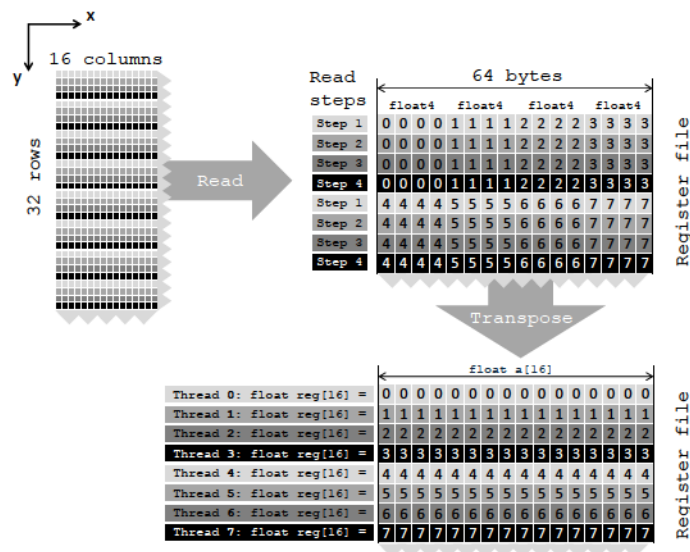 x
y
16 columns
32 rows
Read
Read steps
64 bytes
float4 float4 float4 float4
Step 1 0 0 0 0 1 1 1 1 2 2 2 2 3 3 3 3
Step 2 0 0 0 0 1 1 1 1 2 2 2 2 3 3 3 3
Step 3 0 0 0 0 1 1 1 1 2 2 2 2 3 3 3 3
Step 4 0 0 0 0 1 1 1 1 2 2 2 2 3 3 3 3
Step 1 4 4 4 4 5 5 5 5 6 6 6 6 7 7 7 7
Step 2 4 4 4 4 5 5 5 5 6 6 6 6 7 7 7 7
Step 3 4 4 4 4 5 5 5 5 6 6 6 6 7 7 7 7
Step 4 4 4 4 4 5 5 5 5 6 6 6 6 7 7 7 7
Register file
Transpose
float a[16]
Thread 0: float reg[16] = 0 0 0 0 0 0 0 0 0 0 0 0 0 0 0 0
Thread 1: float reg[16] = 1 1 1 1 1 1 1 1 1 1 1 1 1 1 1 1
Thread 2: float reg[16] = 2 2 2 2 2 2 2 2 2 2 2 2 2 2 2 2
Thread 3: float reg[16] = 3 3 3 3 3 3 3 3 3 3 3 3 3 3 3 3
Thread 4: float reg[16] = 4 4 4 4 4 4 4 4 4 4 4 4 4 4 4 4
Thread 5: float reg[16] = 5 5 5 5 5 5 5 5 5 5 5 5 5 5 5 5
Thread 6: float reg[16] = 6 6 6 6 6 6 6 6 6 6 6 6 6 6 6 6
Thread 7: float reg[16] = 7 7 7 7 7 7 7 7 7 7 7 7 7 7 7 7
Register file